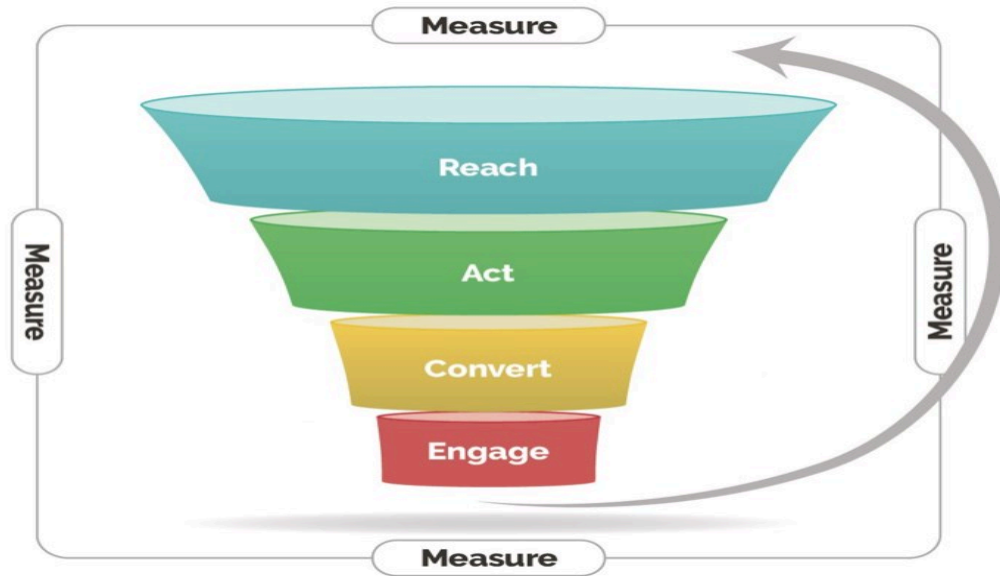 Measure
Reach
Measure
Act
Measure
Convert
Engage
Measure